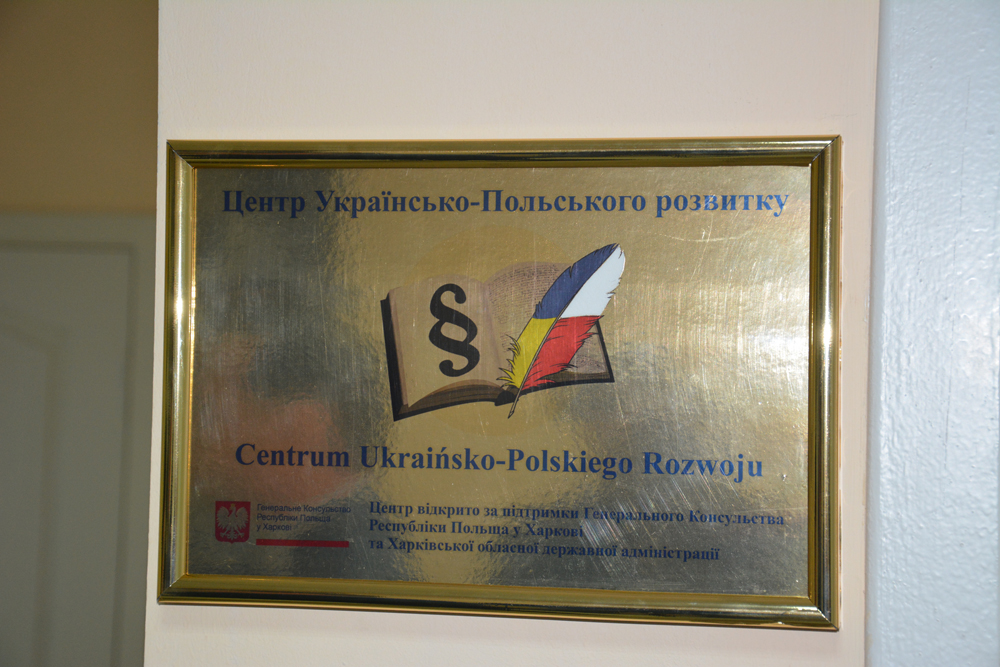 Центр Українсько-Польського розвитку
§
Centrum Ukraińsko-Polskiego Rozwoju
Генеральне Консульство
Республіки Польща
у Харкові
Центр відкрито за підтримки Генерального Консульства
Республіки Польща у Харкові
та Харківської обласної державної адміністрації